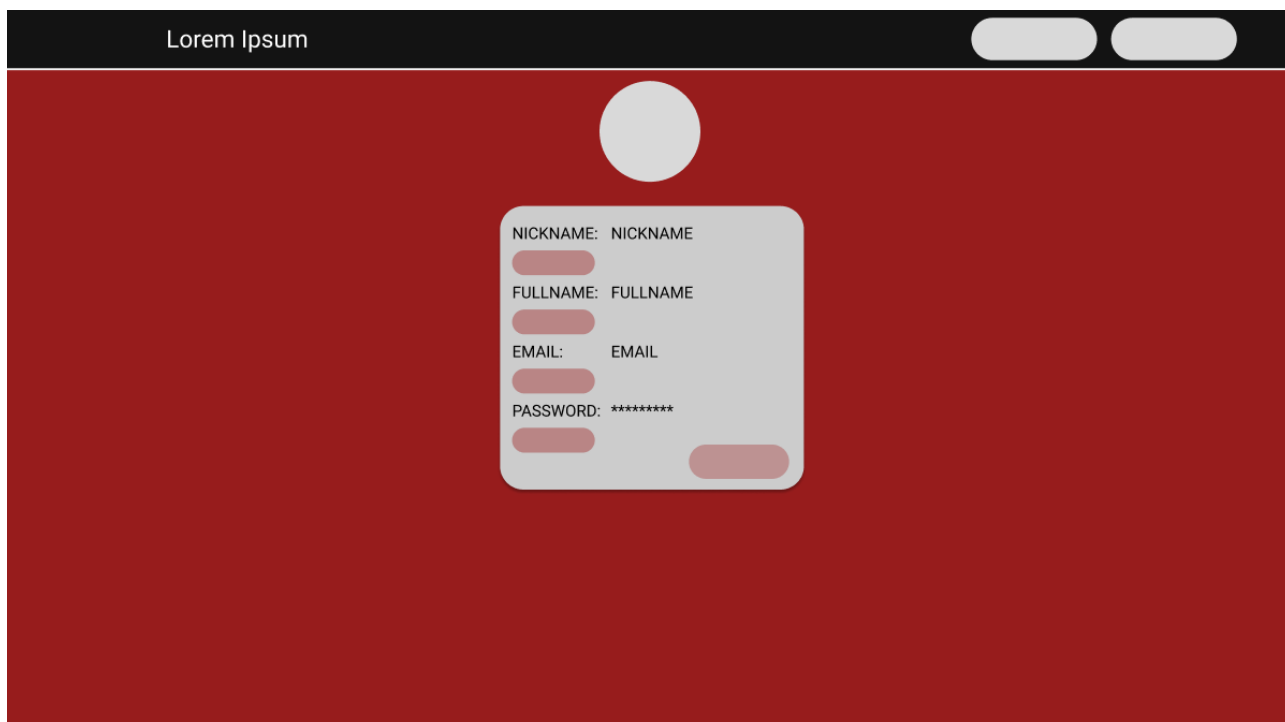 Lorem Ipsum
NICKNAME: NICKNAME
FULLNAME: FULLNAME
EMAIL: EMAIL
PASSWORD: *********